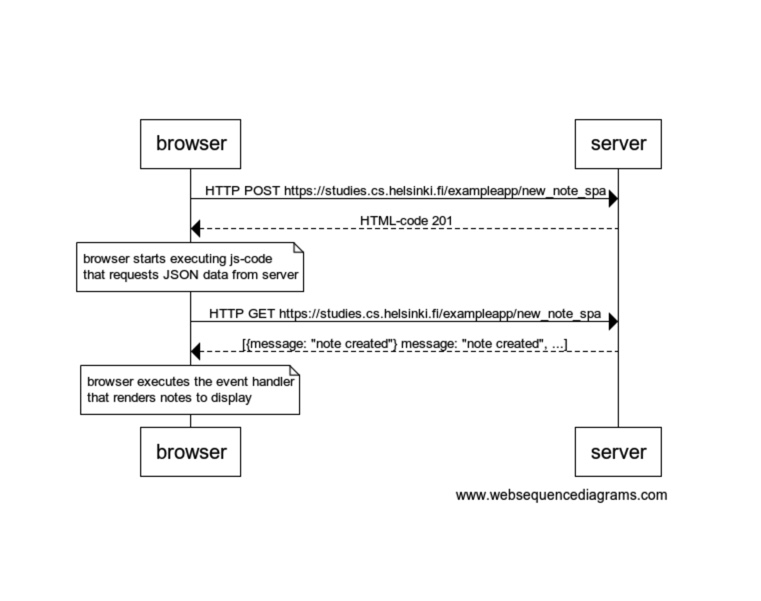 browser
server
HTTP POST https://studies.cs.helsinki.fi/exampleapp/new_note_spa
HTML-code 201
browser starts executing js-code
that requests JSON data from server
HTTP GET https://studies.cs.helsinki.fi/exampleapp/new_note_spa
[{message: "note created"} message: "note created", ...]
browser executes the event handler
that renders notes to display
browser
server
www.websequencediagrams.com